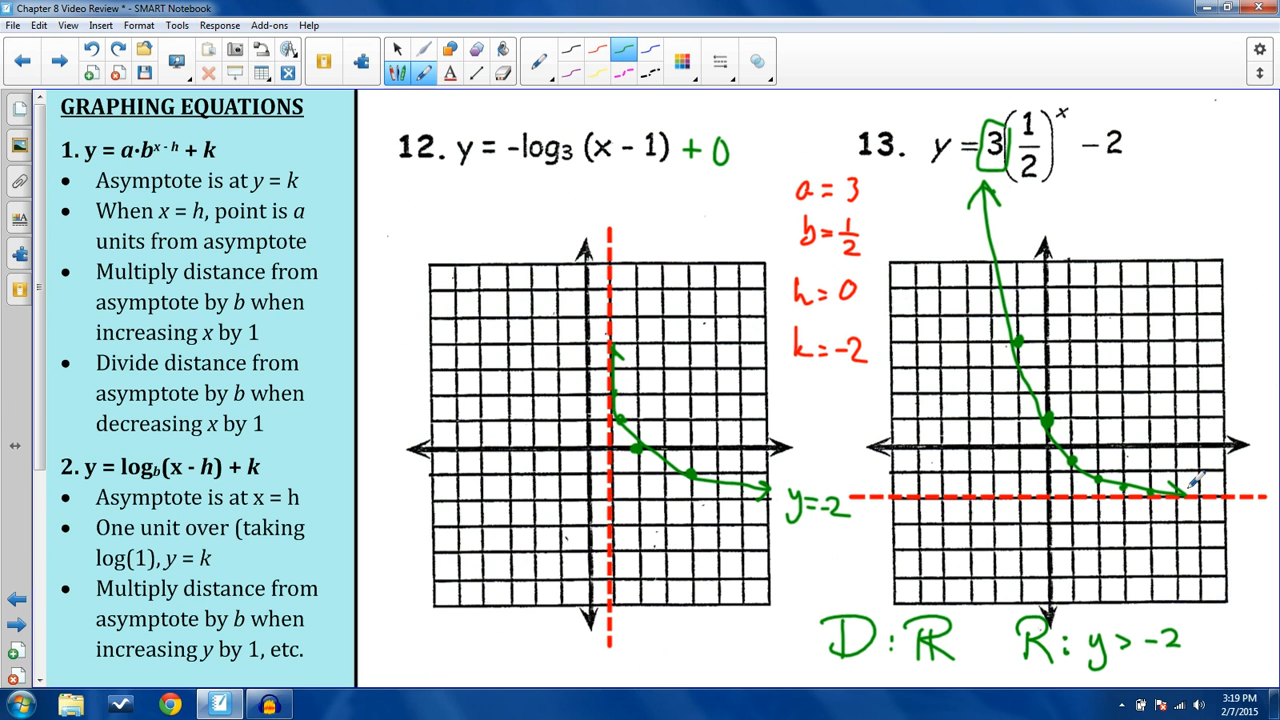 Chapter 8 Video Review * - SMART Notebook
File Edit View Insert Format Tools Response Add-ons Help
GRAPHING EQUATIONS
1. y = a·bˣ⁻ʰ + k
• Asymptote is at y = k
• When x = h, point is a
units from asymptote
• Multiply distance from
asymptote by b when
increasing x by 1
• Divide distance from
asymptote by b when
decreasing x by 1
2. y = log_b(x - h) + k
• Asymptote is at x = h
• One unit over (taking
log(1), y = k
• Multiply distance from
asymptote by b when
increasing y by 1, etc.
12. y = -log₃ (x - 1) + 0
13. y = 3(1/2)ˣ - 2
a = 3
b = 1/2
h = 0
k = -2
y = -2
D : ℝ R : y > -2
3:19 PM
2/7/2015